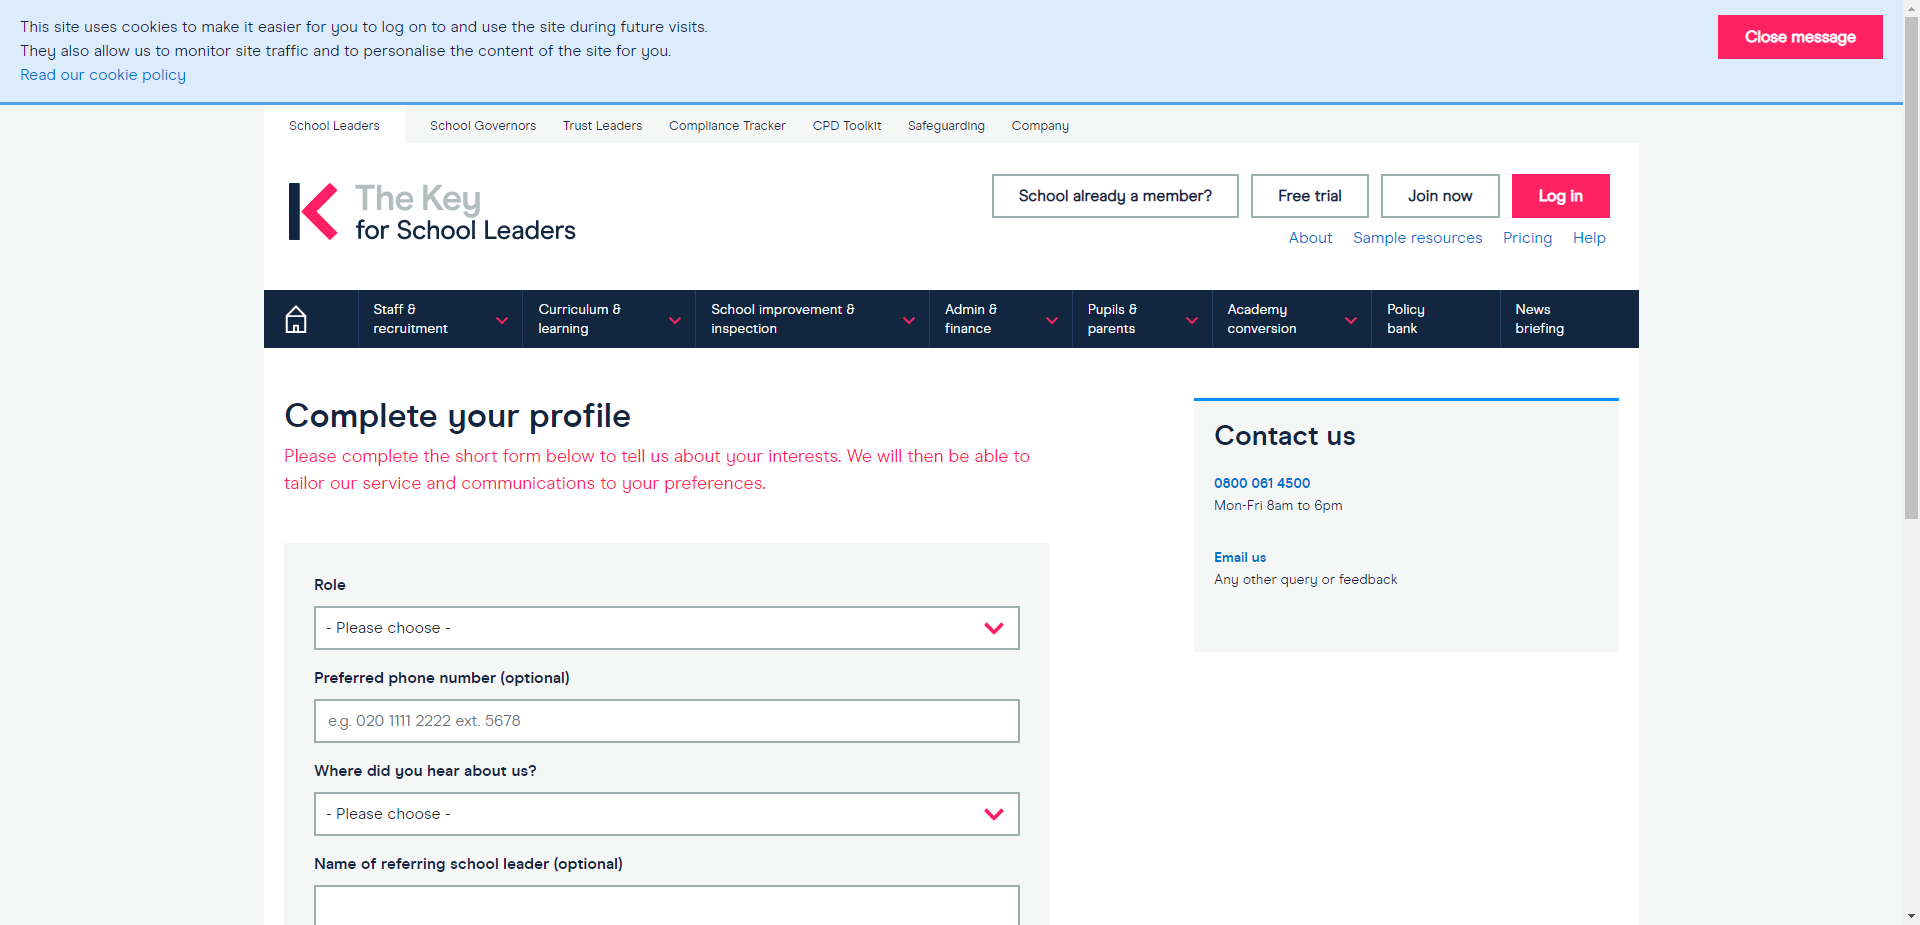 This site uses cookies to make it easier for you to log on to and use the site during future visits.
They also allow us to monitor site traffic and to personalise the content of the site for you.
Read our cookie policy
Close message
School Leaders
School Governors
Trust Leaders
Compliance Tracker
CPD Toolkit
Safeguarding
Company
The Key
for School Leaders
School already a member?
Free trial
Join now
Log in
About
Sample resources
Pricing
Help
Staff &
recruitment
Curriculum &
learning
School improvement &
inspection
Admin &
finance
Pupils &
parents
Academy
conversion
Policy
bank
News
briefing
Complete your profile
Please complete the short form below to tell us about your interests. We will then be able to
tailor our service and communications to your preferences.
Role
- Please choose -
Preferred phone number (optional)
e.g. 020 1111 2222 ext. 5678
Where did you hear about us?
- Please choose -
Name of referring school leader (optional)
Contact us
0800 061 4500
Mon-Fri 8am to 6pm
Email us
Any other query or feedback